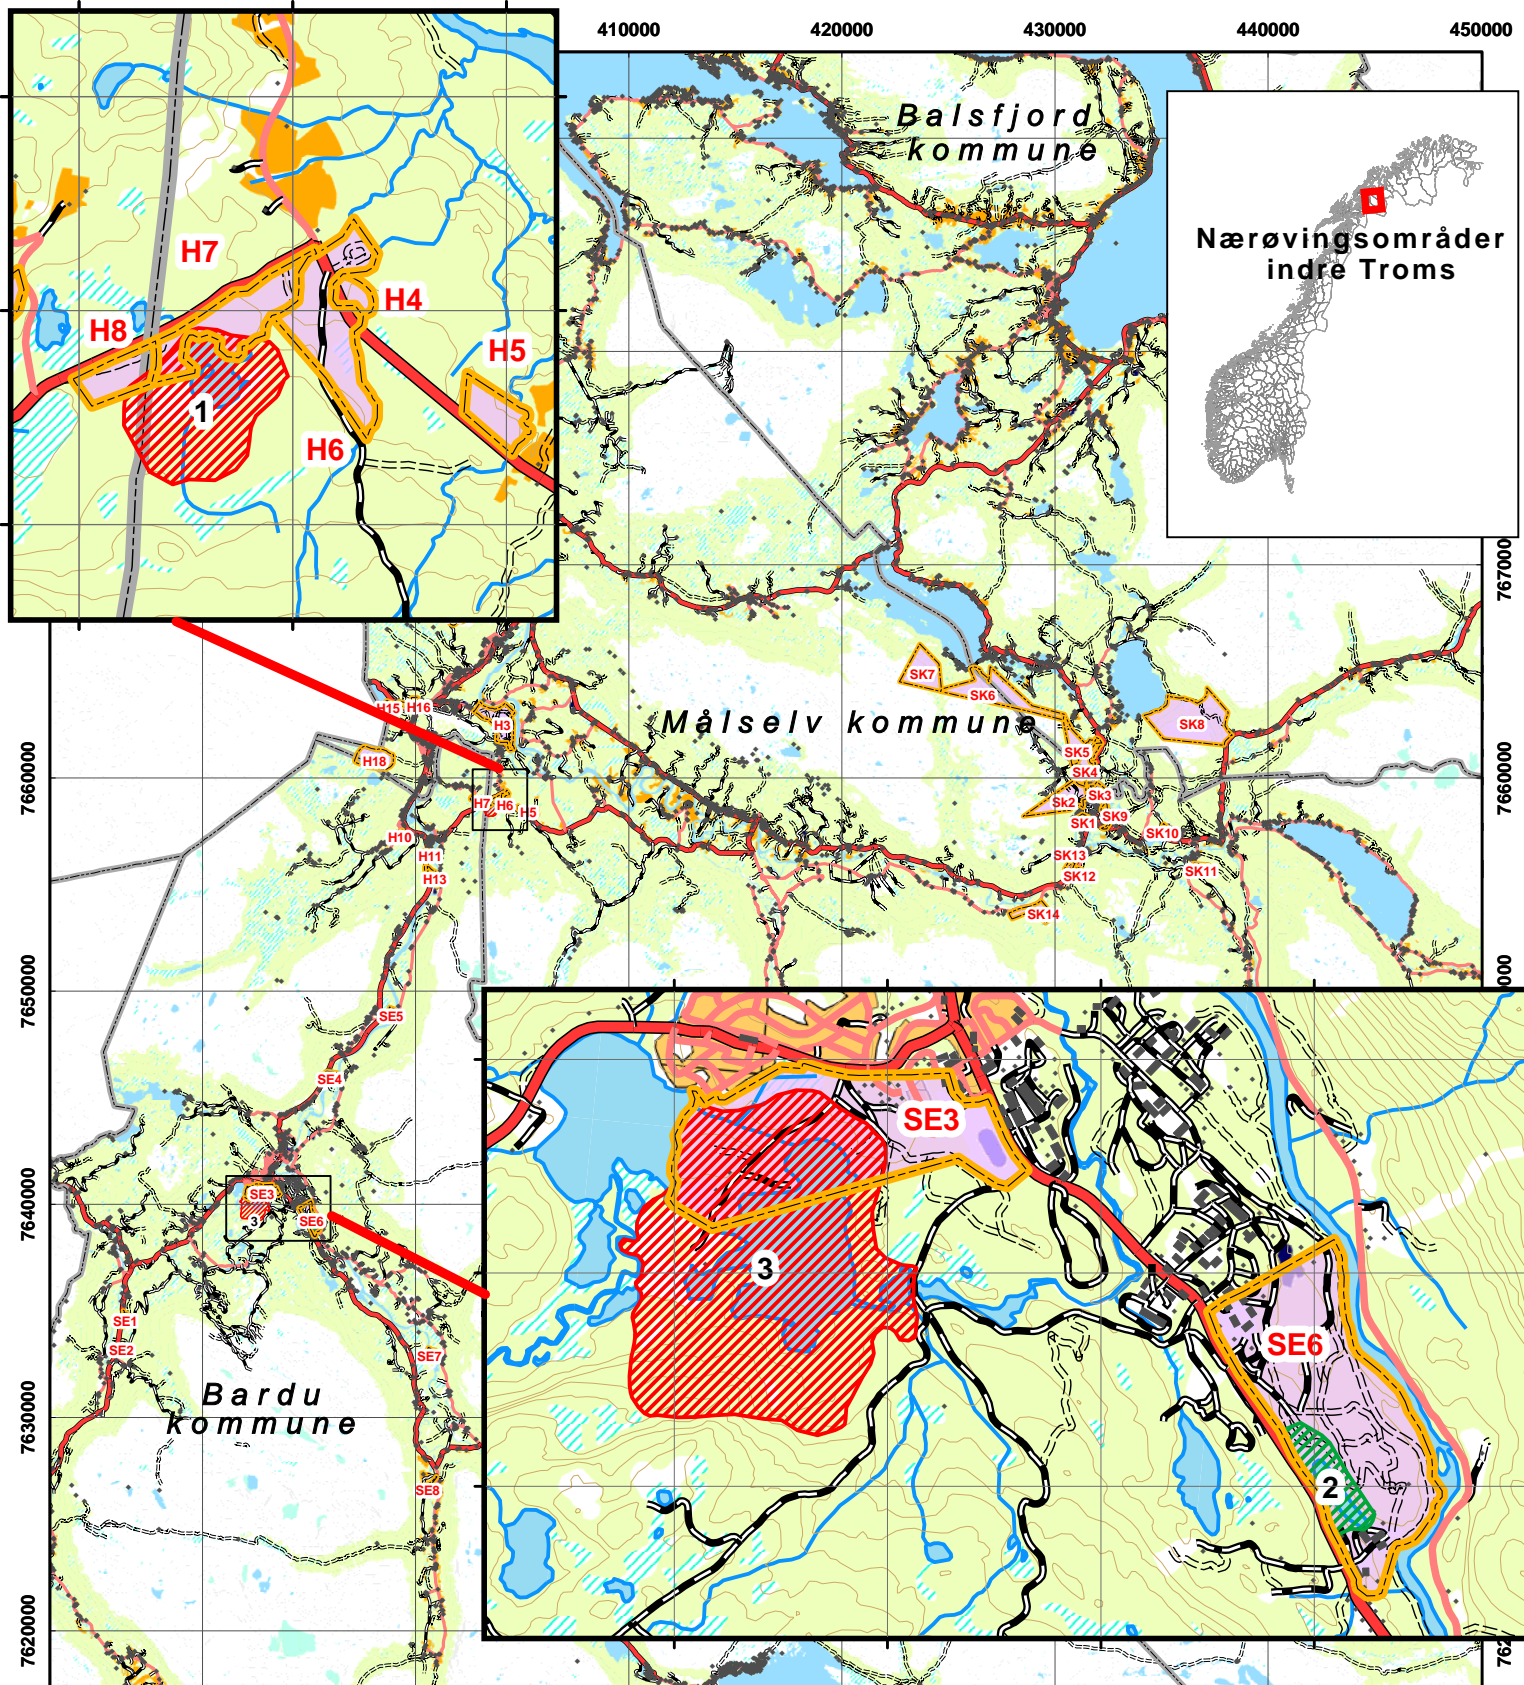 410000
420000
430000
440000
450000
Balsfjord
kommune
Nærøvingsområder
indre Troms
H7
H4
H8
H5
1
H6
7670000
SK7
SK6
H15
H16
H3
Målselv kommune
SK8
SK5
H18
SK4
7660000
7660000
Sk3
Sk2
H7
H6
H5
SK9
SK1
SK10
H10
H11
SK13
SK11
H13
SK12
SK14
7650000
SE5
SE4
SE3
SE3
7640000
3
SE6
3
SE1
SE6
SE2
SE7
Bardu
kommune
7630000
2
SE8
7620000